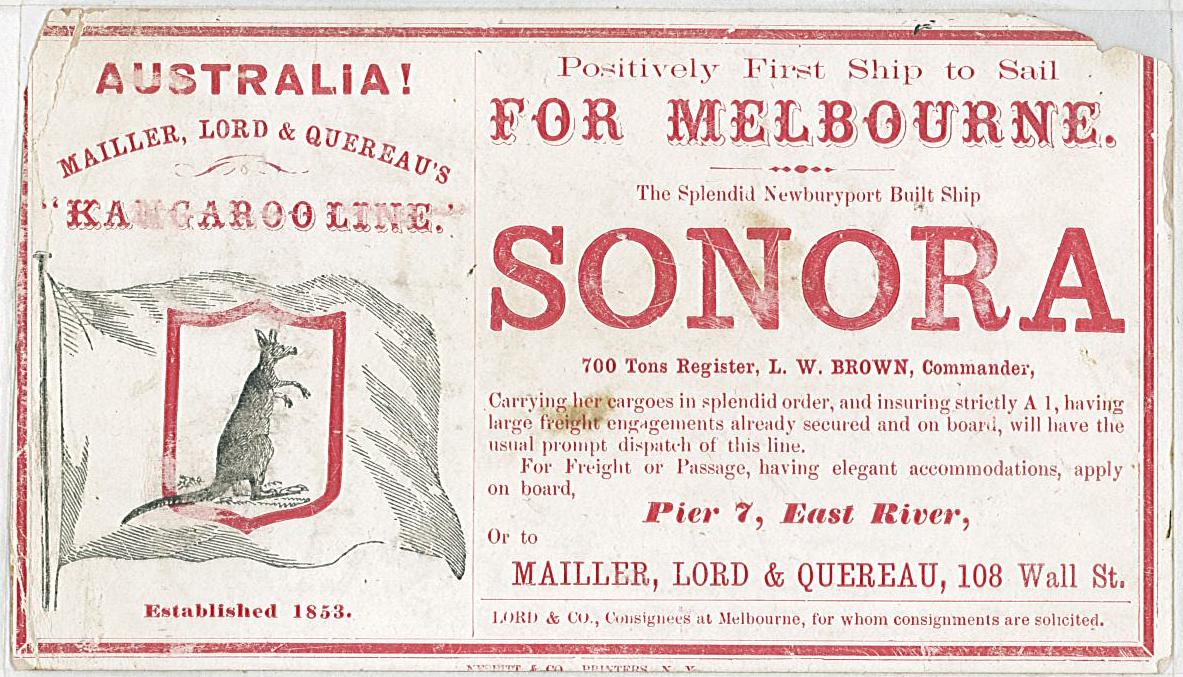 AUSTRALIA!
MAILLER, LORD & QUEREAU'S
"KANGAROO LINE."
Established 1853.
Positively First Ship to Sail
FOR MELBOURNE.
The Splendid Newburyport Built Ship
SONORA
700 Tons Register, L. W. BROWN, Commander,
Carrying her cargoes in splendid order, and insuring strictly A 1, having
large freight engagements already secured and on board, will have the
usual prompt dispatch of this line.
For Freight or Passage, having elegant accommodations, apply
on board,
Pier 7, East River,
Or to
MAILLER, LORD & QUEREAU, 108 Wall St.
LORD & CO., Consignees at Melbourne, for whom consignments are solicited.
NESBITT & CO., PRINTERS, N. Y.